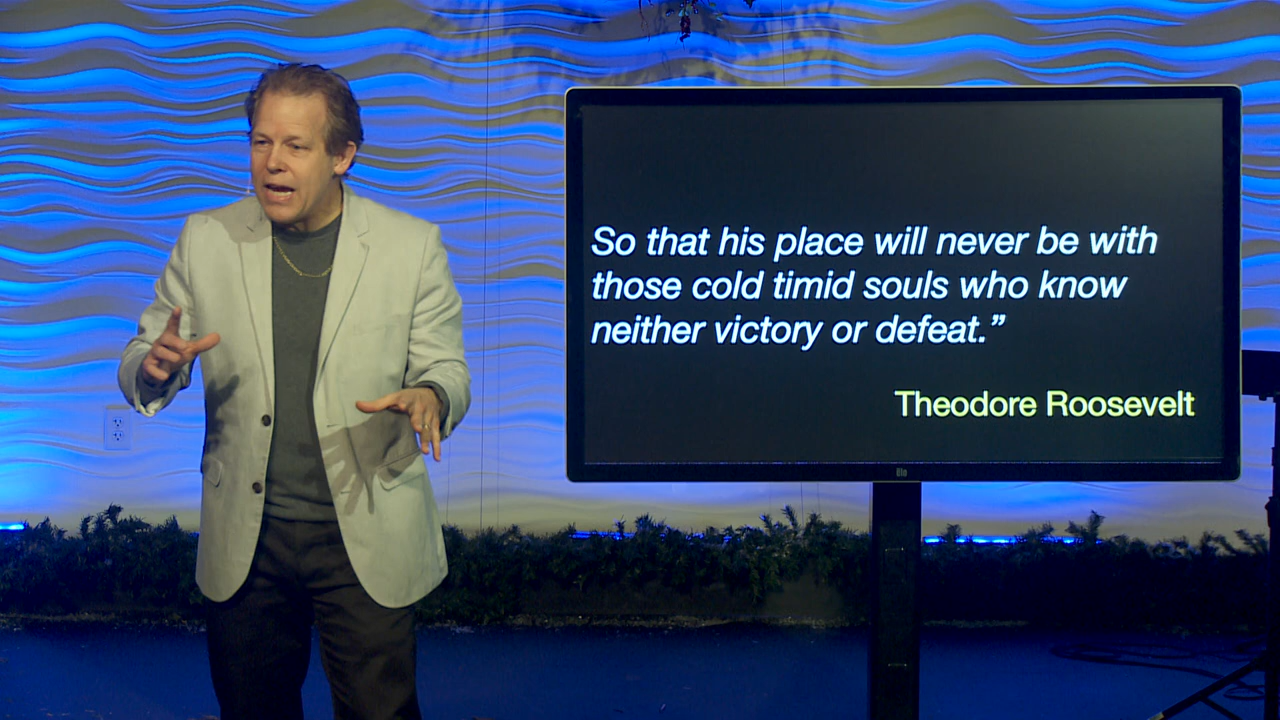 So that his place will never be with
those cold timid souls who know
neither victory or defeat.”
Theodore Roosevelt
elo